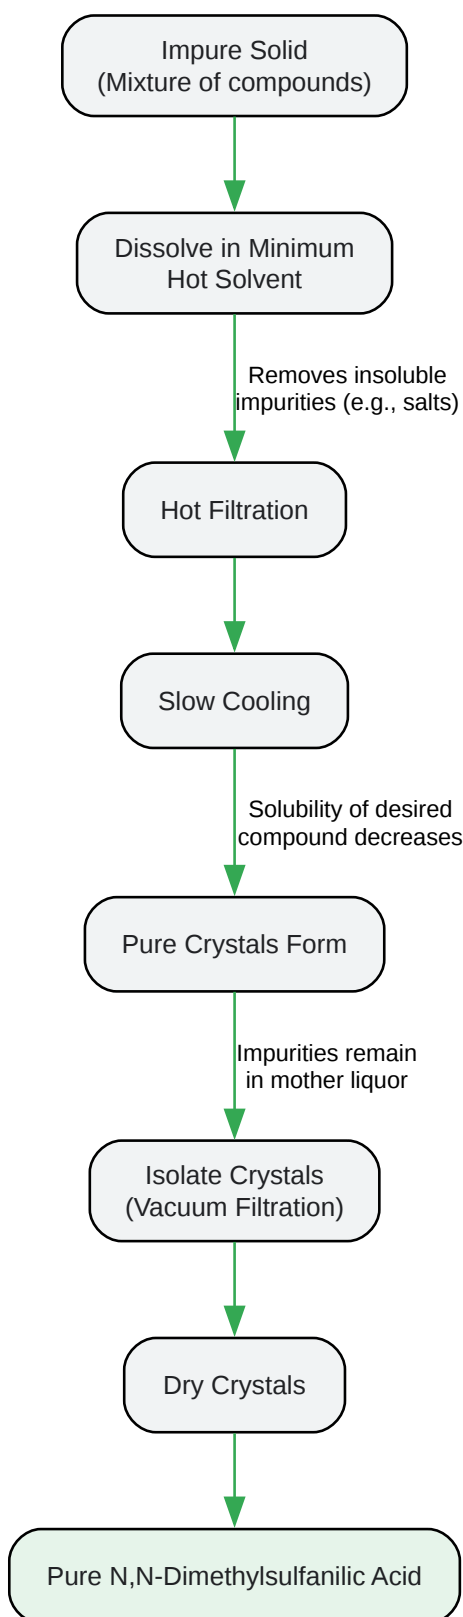 Impure Solid
(Mixture of compounds)
Dissolve in Minimum
Hot Solvent
Removes insoluble
impurities (e.g., salts)
Hot Filtration
Slow Cooling
Solubility of desired
compound decreases
Pure Crystals Form
Impurities remain
in mother liquor
Isolate Crystals
(Vacuum Filtration)
Dry Crystals
Pure N,N-Dimethylsulfanilic Acid